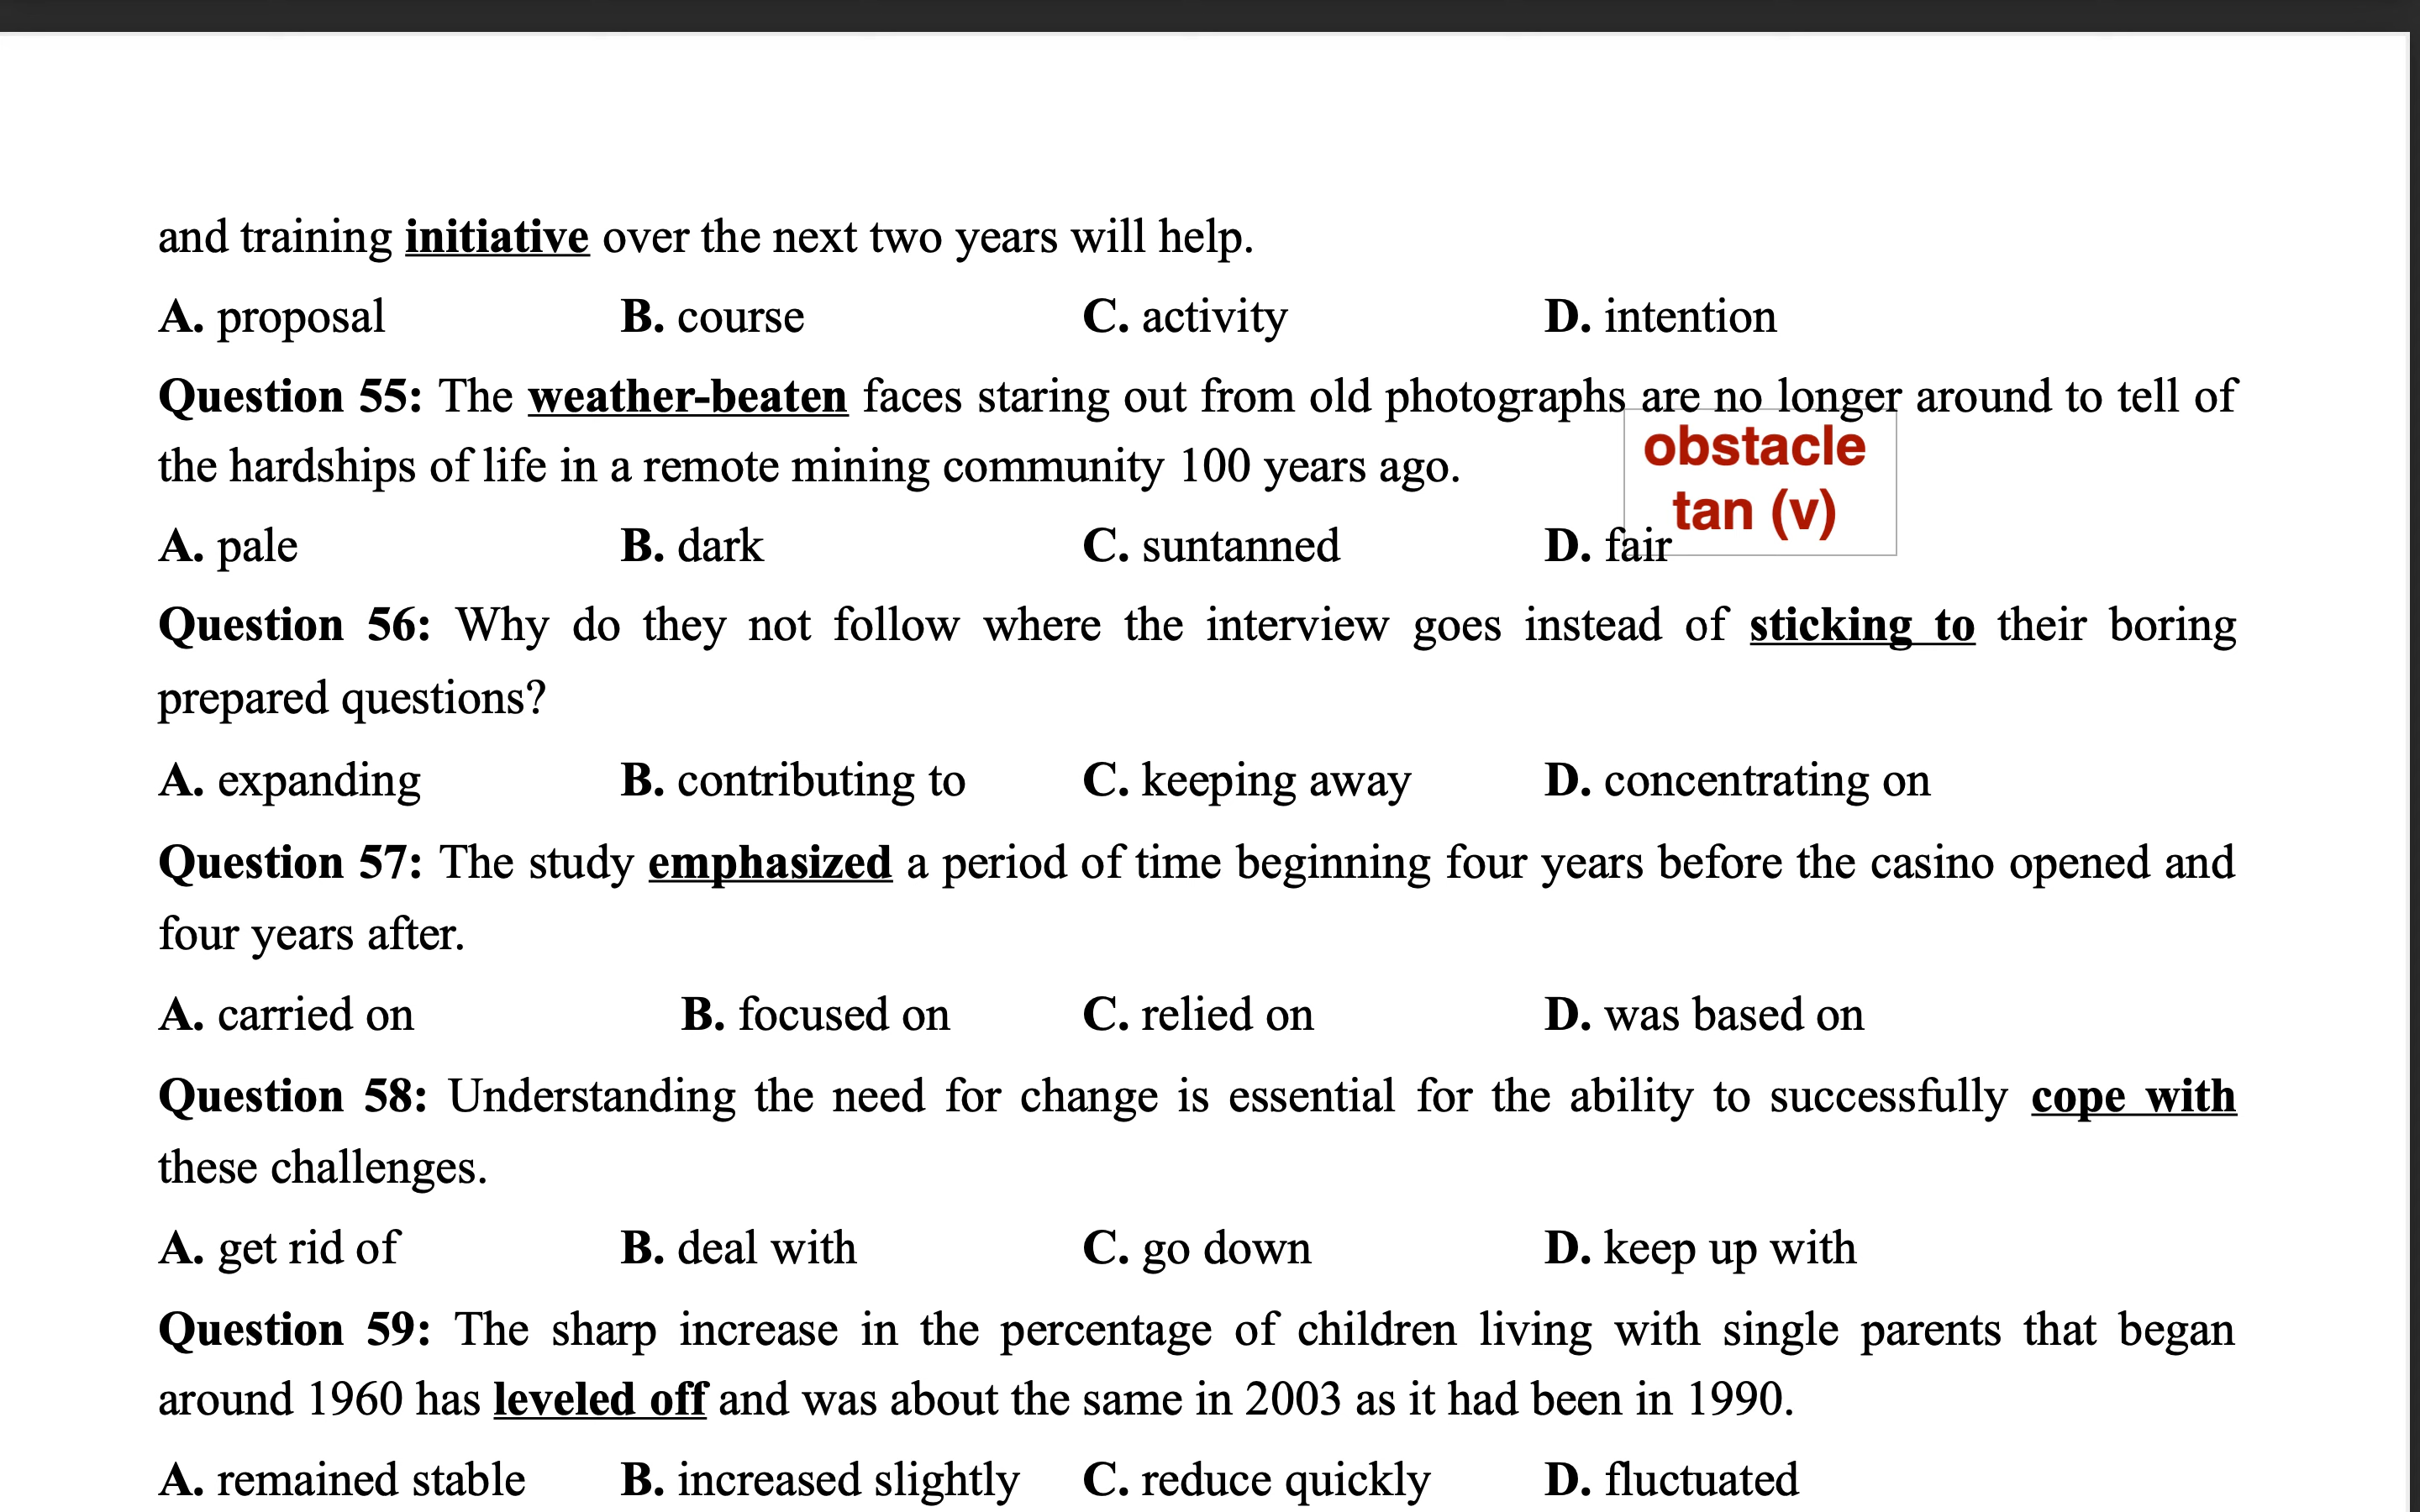 and training initiative over the next two years will help.
A. proposal B. course C. activity D. intention
Question 55: The weather-beaten faces staring out from old photographs are no longer around to tell of
the hardships of life in a remote mining community 100 years ago.
obstacle
tan (v)
A. pale B. dark C. suntanned D. fair
Question 56: Why do they not follow where the interview goes instead of sticking to their boring
prepared questions?
A. expanding B. contributing to C. keeping away D. concentrating on
Question 57: The study emphasized a period of time beginning four years before the casino opened and
four years after.
A. carried on B. focused on C. relied on D. was based on
Question 58: Understanding the need for change is essential for the ability to successfully cope with
these challenges.
A. get rid of B. deal with C. go down D. keep up with
Question 59: The sharp increase in the percentage of children living with single parents that began
around 1960 has leveled off and was about the same in 2003 as it had been in 1990.
A. remained stable B. increased slightly C. reduce quickly D. fluctuated